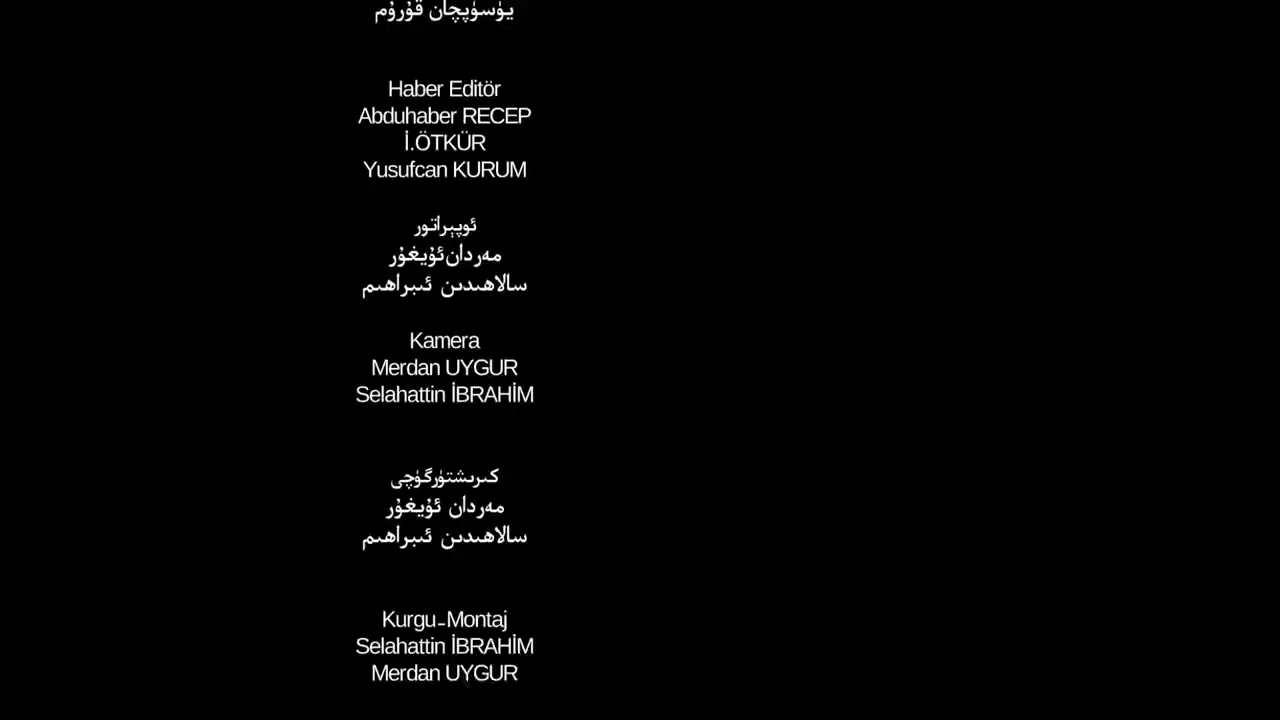 يۈسۈپچان قۇرۇم
Haber Editör
Abduhaber RECEP
İ.ÖTKÜR
Yusufcan KURUM
ئوپېراتور
مەردان ئۇيغۇر
سالاھىدىن ئىبراھىم
Kamera
Merdan UYGUR
Selahattin İBRAHİM
كىرىشتۈرگۈچى
مەردان ئۇيغۇر
سالاھىدىن ئىبراھىم
Kurgu-Montaj
Selahattin İBRAHİM
Merdan UYGUR